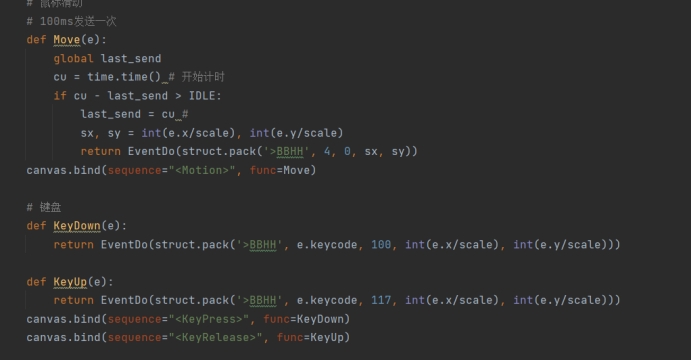 # 鼠标滑动
# 100ms发送一次
def Move(e):
    global last_send
    cu = time.time() # 开始计时
    if cu - last_send > IDLE:
        last_send = cu #
        sx, sy = int(e.x/scale), int(e.y/scale)
        return EventDo(struct.pack('>BBHH', 4, 0, sx, sy))
canvas.bind(sequence="<Motion>", func=Move)
# 键盘
def KeyDown(e):
    return EventDo(struct.pack('>BBHH', e.keycode, 100, int(e.x/scale), int(e.y/scale)))
def KeyUp(e):
    return EventDo(struct.pack('>BBHH', e.keycode, 117, int(e.x/scale), int(e.y/scale)))
canvas.bind(sequence="<KeyPress>", func=KeyDown)
canvas.bind(sequence="<KeyRelease>", func=KeyUp)